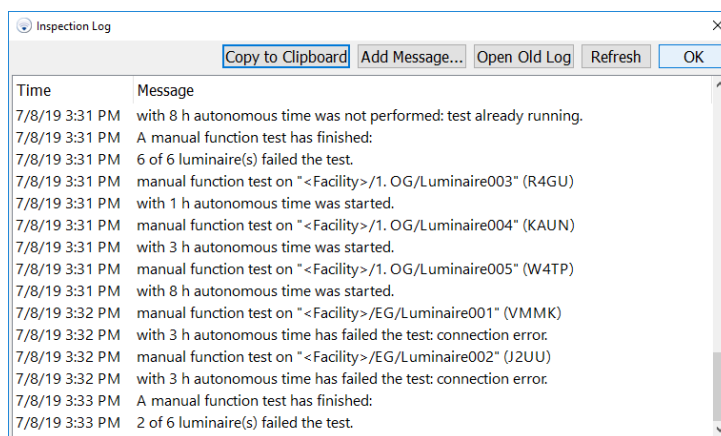 Inspection Log
Copy to Clipboard Add Message... Open Old Log Refresh OK
Time Message
7/8/19 3:31 PM with 8 h autonomous time was not performed: test already running.
7/8/19 3:31 PM A manual function test has finished:
7/8/19 3:31 PM 6 of 6 luminaire(s) failed the test.
7/8/19 3:31 PM manual function test on "<Facility>/1. OG/Luminaire003" (R4GU)
7/8/19 3:31 PM with 1 h autonomous time was started.
7/8/19 3:31 PM manual function test on "<Facility>/1. OG/Luminaire004" (KAUN)
7/8/19 3:31 PM with 3 h autonomous time was started.
7/8/19 3:31 PM manual function test on "<Facility>/1. OG/Luminaire005" (W4TP)
7/8/19 3:31 PM with 8 h autonomous time was started.
7/8/19 3:32 PM manual function test on "<Facility>/EG/Luminaire001" (VMMK)
7/8/19 3:32 PM with 3 h autonomous time has failed the test: connection error.
7/8/19 3:32 PM manual function test on "<Facility>/EG/Luminaire002" (J2UU)
7/8/19 3:32 PM with 3 h autonomous time has failed the test: connection error.
7/8/19 3:33 PM A manual function test has finished:
7/8/19 3:33 PM 2 of 6 luminaire(s) failed the test.